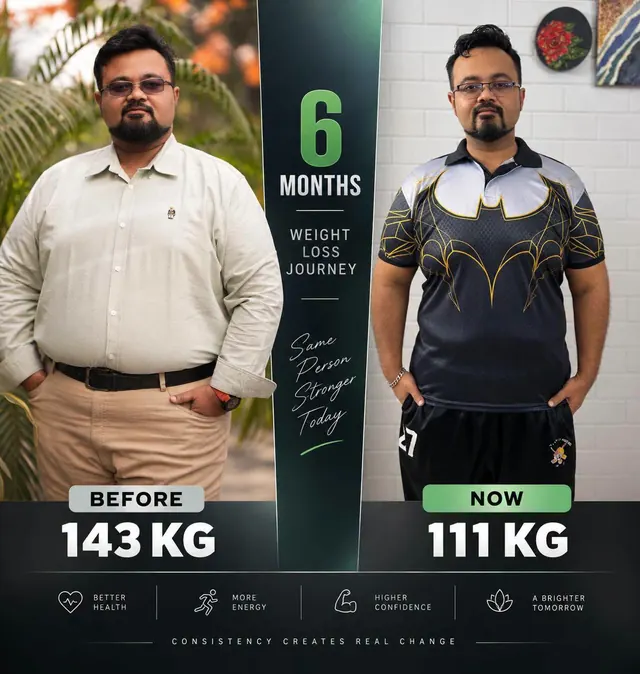 6
MONTHS
WEIGHT
LOSS
JOURNEY
Same
Person
Stronger
Today
BEFORE
143 KG
NOW
111 KG
27
BETTER
HEALTH
MORE
ENERGY
HIGHER
CONFIDENCE
A BRIGHTER
TOMORROW
CONSISTENCY CREATES REAL CHANGE